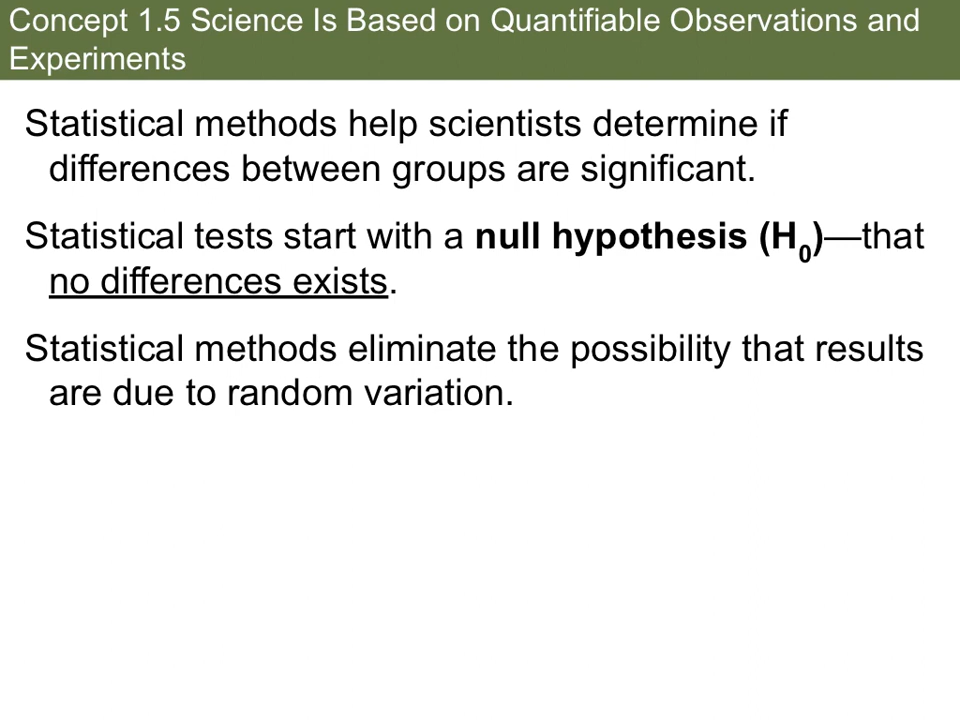 Concept 1.5 Science Is Based on Quantifiable Observations and
Experiments
Statistical methods help scientists determine if
differences between groups are significant.
Statistical tests start with a null hypothesis (H0)—that
no differences exists.
Statistical methods eliminate the possibility that results
are due to random variation.